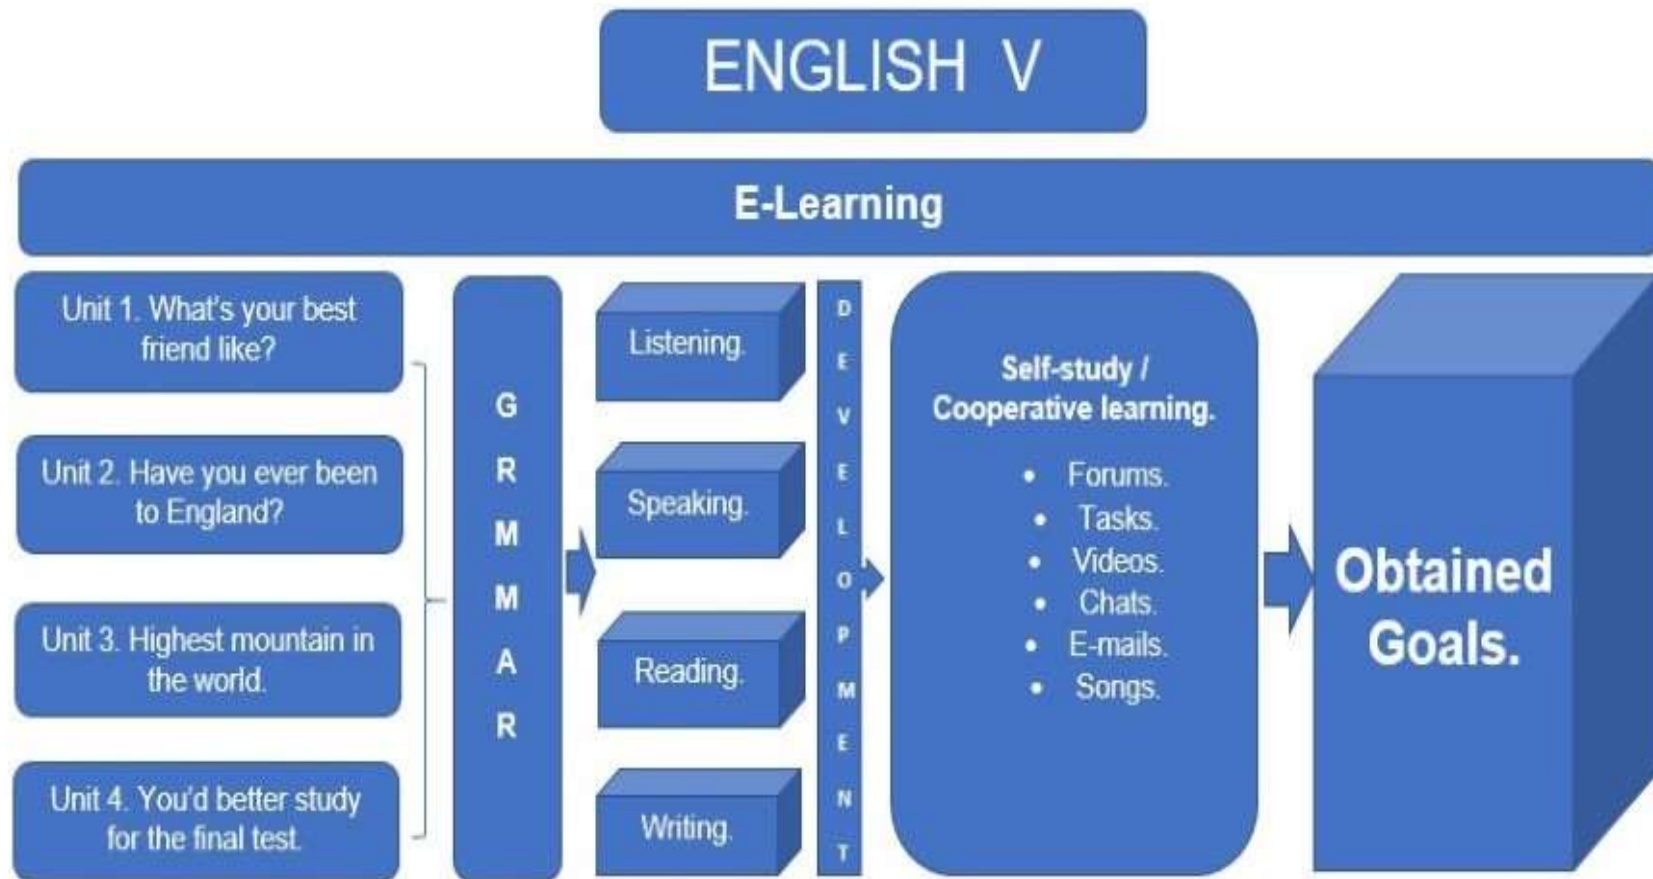 ENGLISH V
E-Learning
Unit 1. What's your best
friend like?
Unit 2. Have you ever been
to England?
Unit 3. Highest mountain in
the world.
Unit 4. You'd better study
for the final test.
G
R
M
M
A
R
Listening.
Speaking.
Reading.
Writing.
D
E
V
E
L
O
P
M
E
N
T
Self-study /
Cooperative learning.
• Forums.
• Tasks.
• Videos.
• Chats.
• E-mails.
• Songs.
Obtained
Goals.